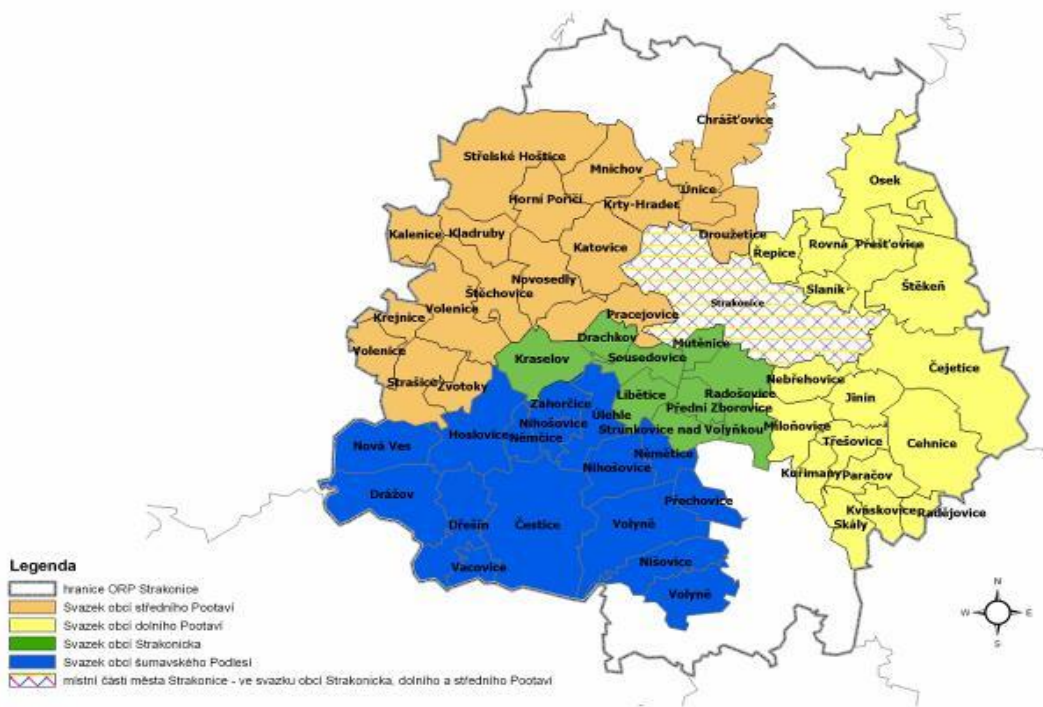 Chrášťovice
Střelské Hoštice
Mnichov
Osek
Únice
Horní Poříčí
Krty-Hradec
Kalenice
Kladruby
Katovice
Droužetice
Řepice
Rovná
Přešťovice
Novosedly
Slaník
Štěkeň
Štěchovice
Strakonice
Volenice
Krejnice
Pracejovice
Drachkov
Mutěnice
Volenice
Kraselov
Sousedovice
Čejetice
Strašice
Zvotoky
Nebřehovice
Libětice
Radošovice
Jinín
Zahorčice
Přední Zborovice
Úlehle
Nihošovice
Strunkovice nad Volyňkou
Miloňovice
Hoslovice
Němčice
Třešovice
Cehnice
Nová Ves
Němětice
Nihošovice
Kuřimany
Paračov
Drážov
Přechovice
Kváskovice
Radějovice
Skály
Dřešín
Čestice
Volyně
Vacovice
Nišovice
Volyně
Legenda
hranice ORP Strakonice
Svazek obcí středního Pootaví
Svazek obcí dolního Pootaví
Svazek obcí Strakonicka
Svazek obcí šumavského Podlesí
místní části města Strakonice - ve svazku obcí Strakonicka, dolního a středního Pootaví
N
W
E
S